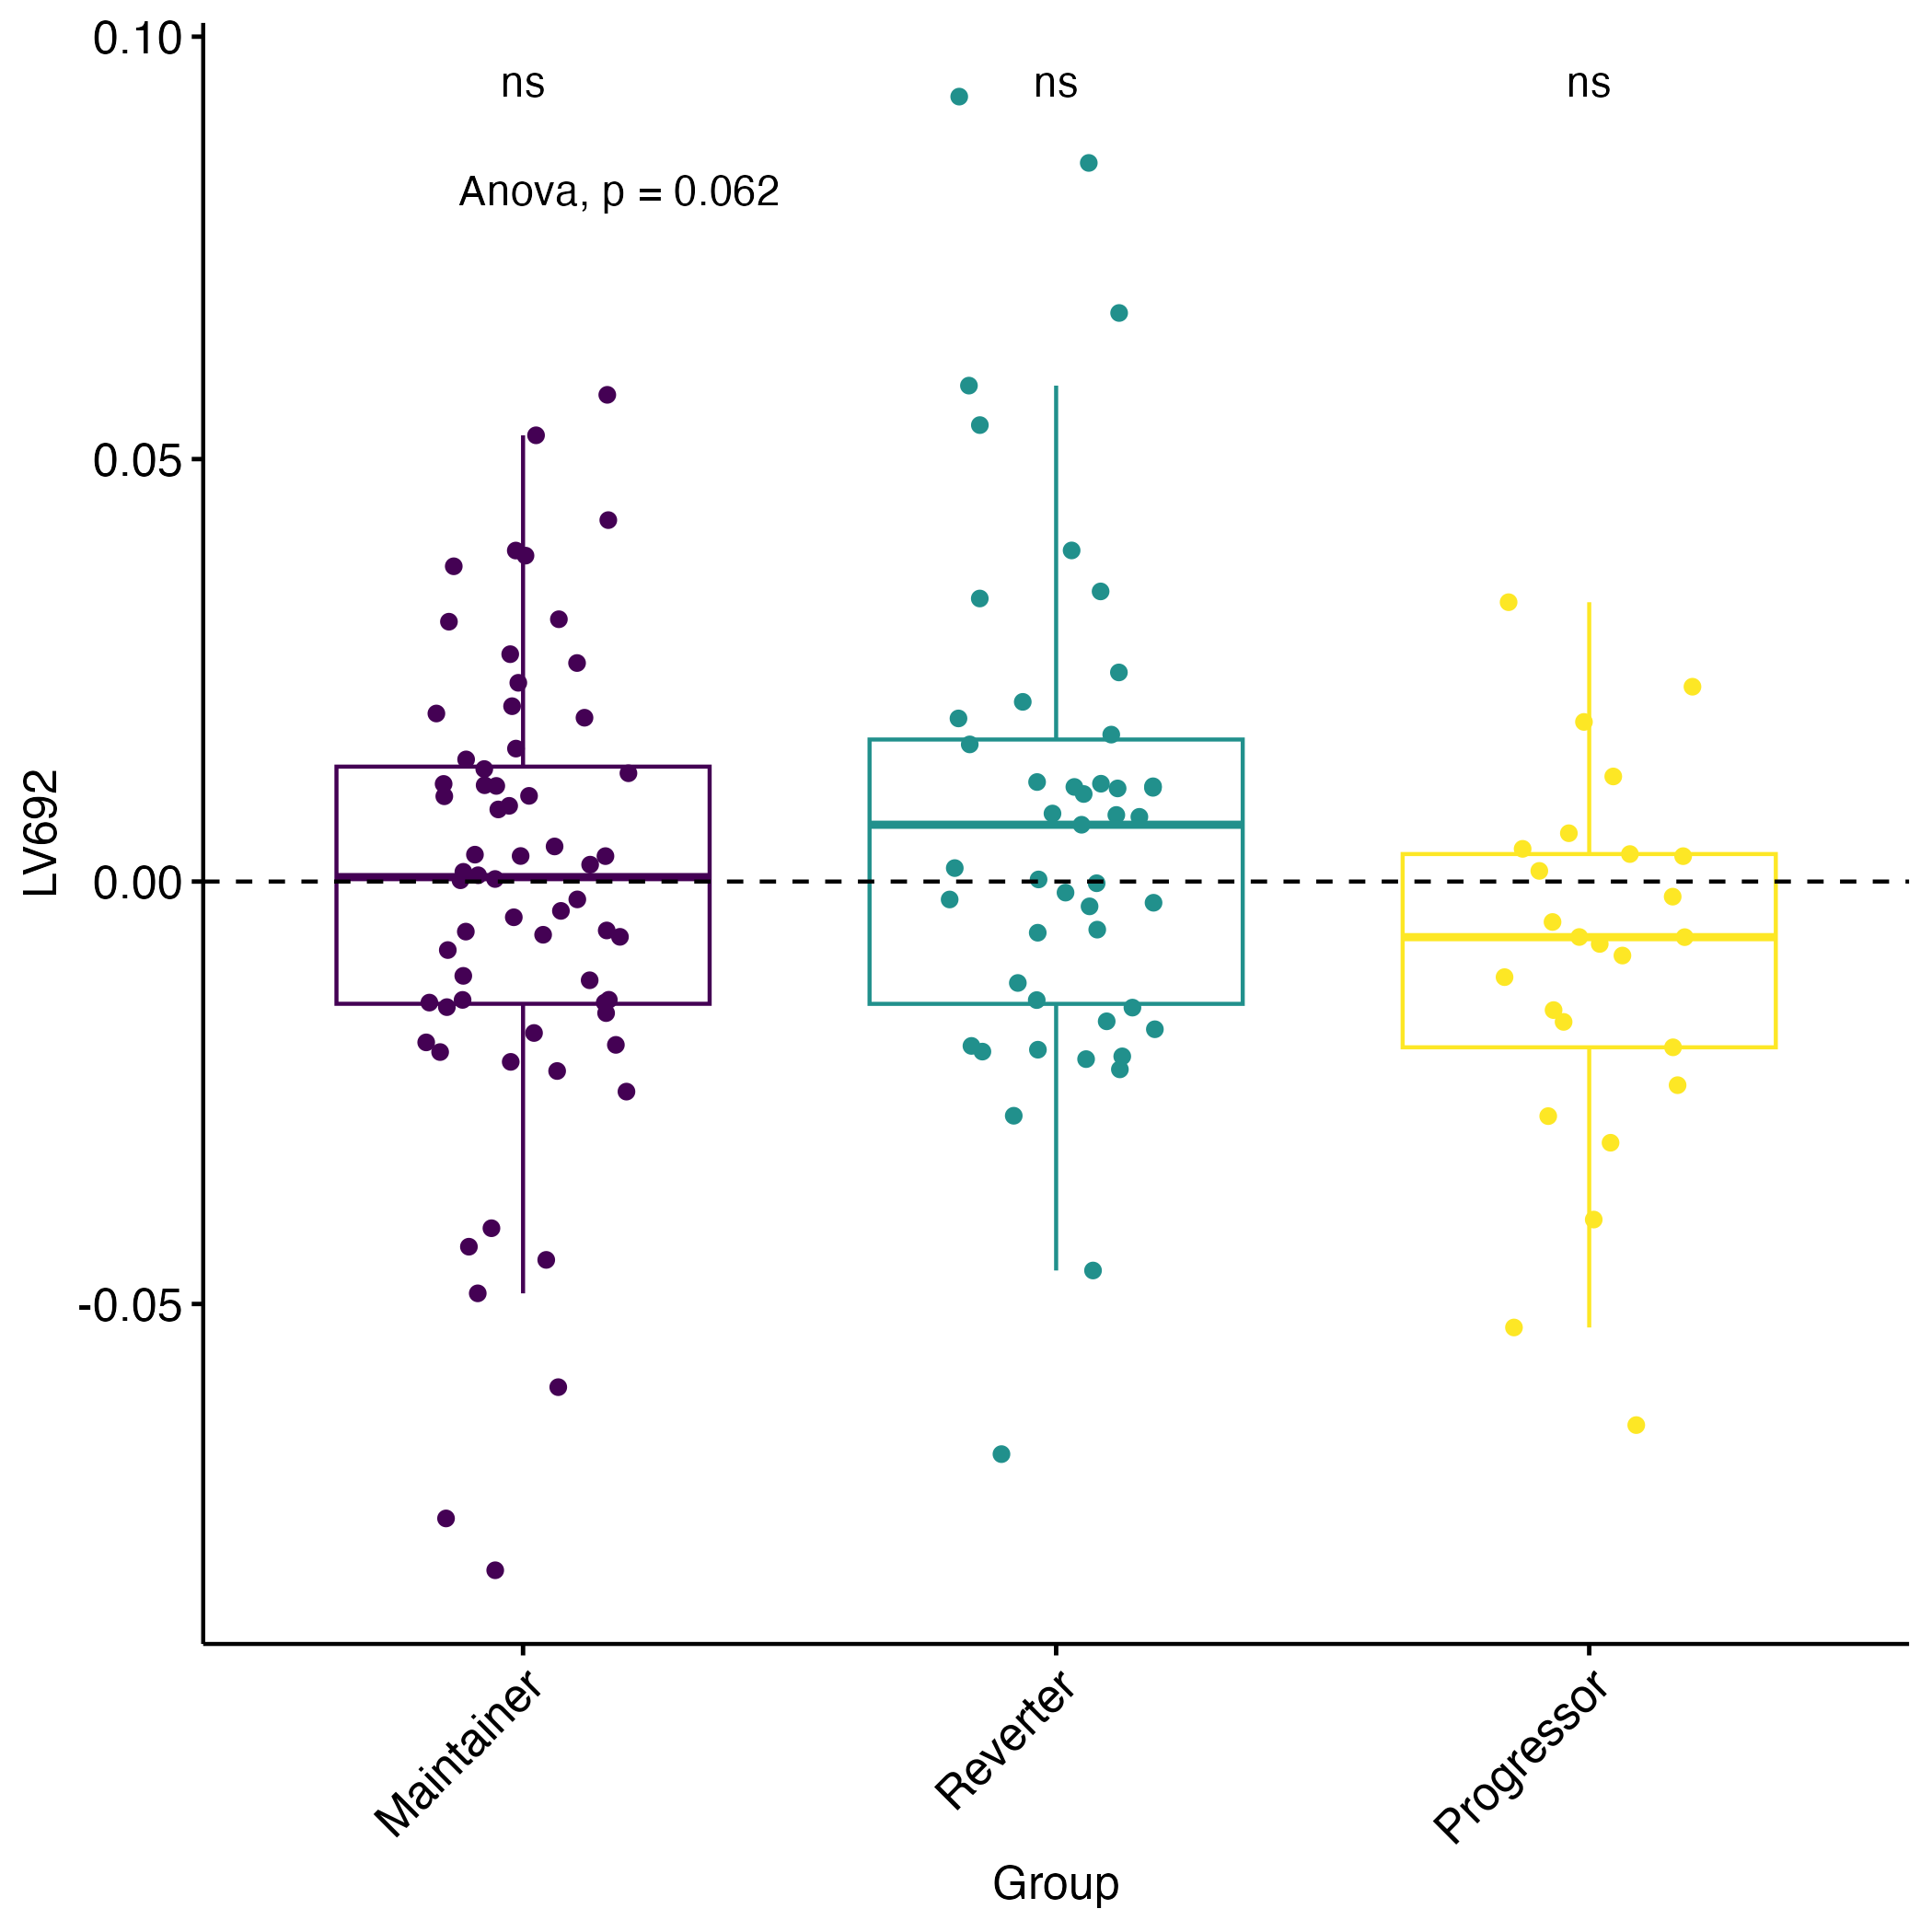 0.10
ns ns ns
Anova, p = 0.062
0.05
LV692
0.00
-0.05
Maintainer Reverter Progressor
Group